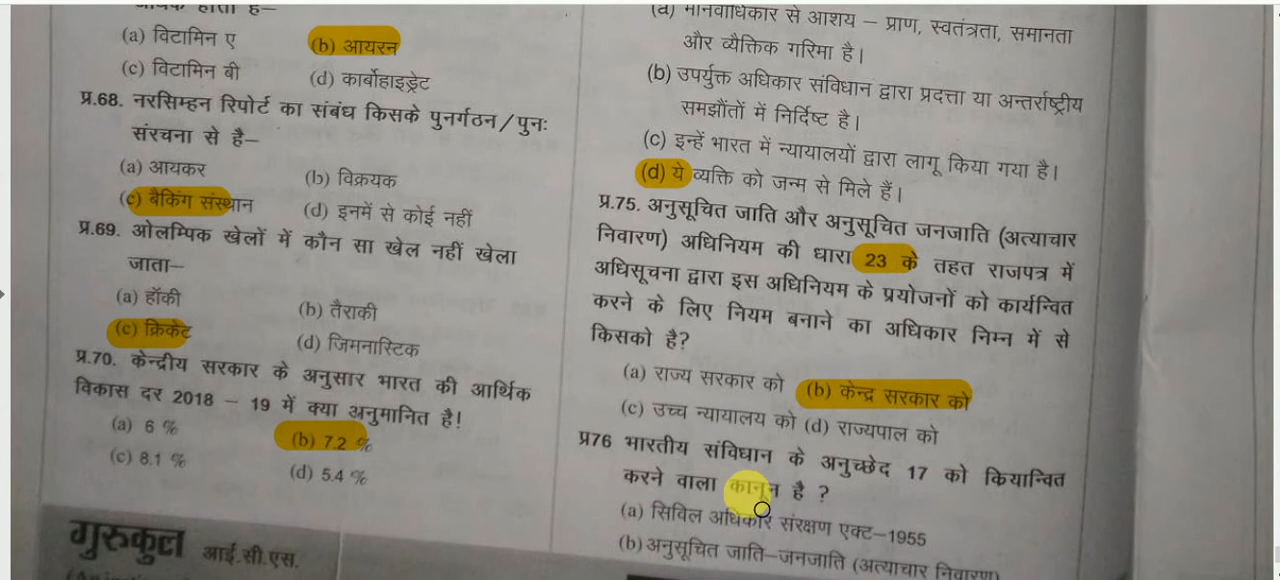 (a) विटामिन ए (b) आयरन
(c) विटामिन बी (d) कार्बोहाइड्रेट
प्र.68. नरसिम्हन रिपोर्ट का संबंध किसके पुनर्गठन/पुनः
संरचना से है–
(a) आयकर (b) विक्रयक
(c) बैकिंग संस्थान (d) इनमें से कोई नहीं
प्र.69. ओलम्पिक खेलों में कौन सा खेल नहीं खेला
जाता–
(a) हॉकी (b) तैराकी
(c) क्रिकेट (d) जिमनास्टिक
प्र.70. केन्द्रीय सरकार के अनुसार भारत की आर्थिक
विकास दर 2018 – 19 में क्या अनुमानित है!
(a) 6 % (b) 7.2 %
(c) 8.1 % (d) 5.4 %
गुरुकुल आई.सी.एस.
(a) मानवाधिकार से आशय – प्राण, स्वतंत्रता, समानता
और व्यैक्तिक गरिमा है।
(b) उपर्युक्त अधिकार संविधान द्वारा प्रदत्ता या अन्तर्राष्ट्रीय
समझौंतों में निर्दिष्ट है।
(c) इन्हें भारत में न्यायालयों द्वारा लागू किया गया है।
(d) ये व्यक्ति को जन्म से मिले हैं।
प्र.75. अनुसूचित जाति और अनुसूचित जनजाति (अत्याचार
निवारण) अधिनियम की धारा 23 के तहत राजपत्र में
अधिसूचना द्वारा इस अधिनियम के प्रयोजनों को कार्यन्वित
करने के लिए नियम बनाने का अधिकार निम्न में से
किसको है?
(a) राज्य सरकार को (b) केन्द्र सरकार को
(c) उच्च न्यायालय को (d) राज्यपाल को
प्र76 भारतीय संविधान के अनुच्छेद 17 को कियान्वित
करने वाला कानून है ?
(a) सिविल अधिकार संरक्षण एक्ट–1955
(b) अनुसूचित जाति–जनजाति (अत्याचार निवारण)